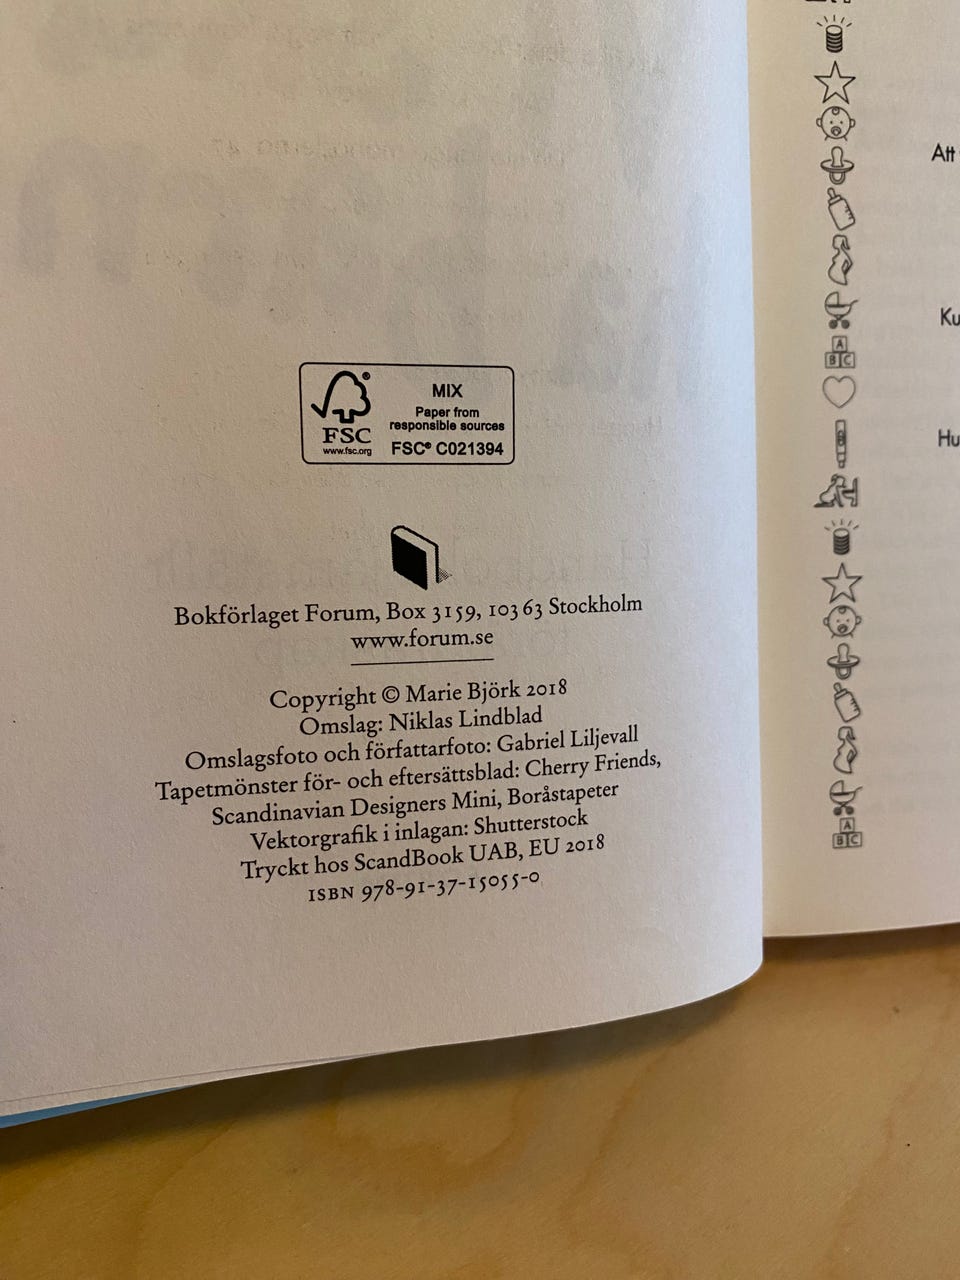 MIX
Paper from
responsible sources
FSC® C021394
FSC®
www.fsc.org
Bokförlaget Forum, Box 3159, 103 63 Stockholm
www.forum.se
Copyright © Marie Björk 2018
Omslag: Niklas Lindblad
Omslagsfoto och författarfoto: Gabriel Liljevall
Tapetmönster för- och eftersättsblad: Cherry Friends,
Scandinavian Designers Mini, Boråstapeter
Vektorgrafik i inlagan: Shutterstock
Tryckt hos ScandBook UAB, EU 2018
ISBN 978-91-37-15055-0
A
B C
A
B C
Att
Ku
Hu